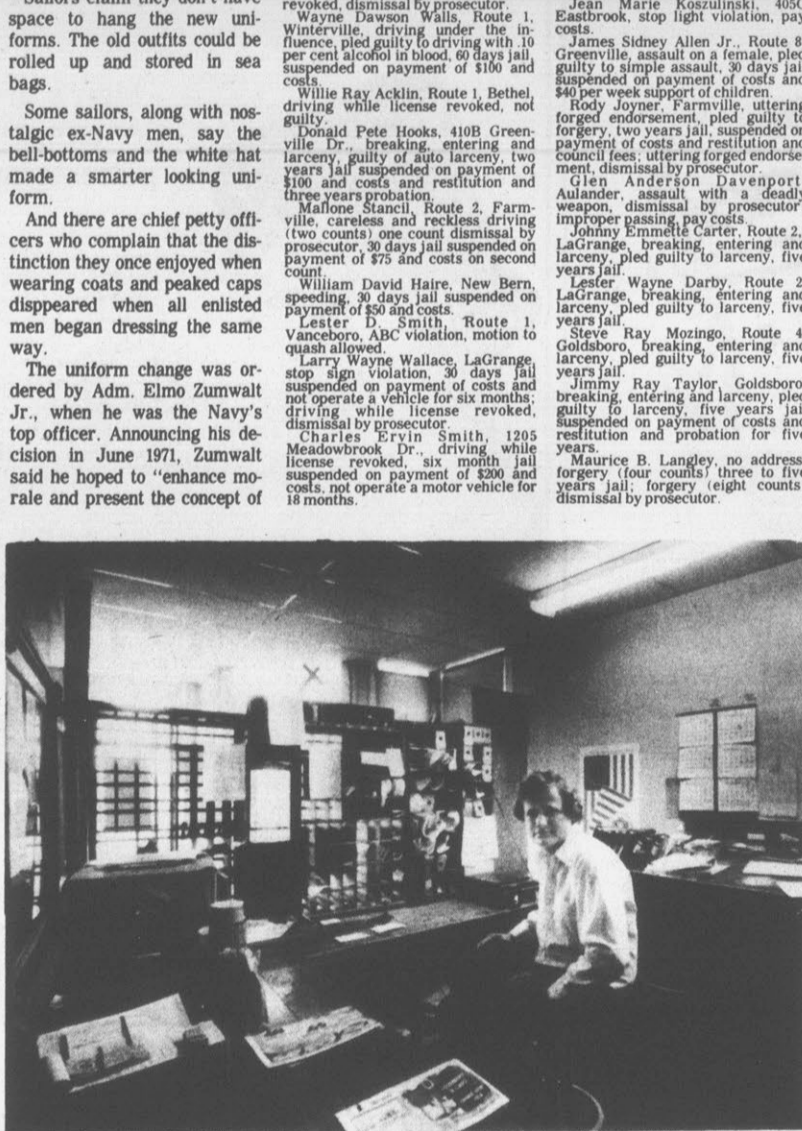 Sailors claim they don't have
space to hang the new uni-
forms. The old outfits could be
rolled up and stored in sea
bags.
Some sailors, along with nos-
talgic ex-Navy men, say the
bell-bottoms and the white hat
made a smarter looking uni-
form.
And there are chief petty offi-
cers who complain that the dis-
tinction they once enjoyed when
wearing coats and peaked caps
disppeared when all enlisted
men began dressing the same
way.
The uniform change was or-
dered by Adm. Elmo Zumwalt
Jr., when he was the Navy's
top officer. Announcing his de-
cision in June 1971, Zumwalt
said he hoped to "enhance mo-
rale and present the concept of
revoked, dismissal by prosecutor.
Wayne Dawson Walls, Route 1,
Winterville, driving under the in-
fluence, pled guilty to driving with .10
per cent alcohol in blood, 60 days jail,
suspended on payment of $100 and
costs.
Willie Ray Acklin, Route 1, Bethel,
driving while license revoked, not
guilty.
Donald Pete Hooks, 410B Green-
ville Dr., breaking, entering and
larceny, guilty of auto larceny, two
years jail suspended on payment of
$100 and costs and restitution and
three years probation.
Mallone Stancil, Route 2, Farm-
ville, careless and reckless driving
(two counts) one count dismissal by
prosecutor, 30 days jail suspended on
payment of $75 and costs on second
count.
William David Haire, New Bern,
speeding, 30 days jail suspended on
payment of $50 and costs.
Lester D. Smith, Route 1,
Vanceboro, ABC violation, motion to
quash allowed.
Larry Wayne Wallace, LaGrange,
stop sign violation, 30 days jail
suspended on payment of costs and
not operate a vehicle for six months;
driving while license revoked,
dismissal by prosecutor.
Charles Ervin Smith, 1205
Meadowbrook Dr., driving while
license revoked, six month jail
suspended on payment of $200 and
costs, not operate a motor vehicle for
18 months.
Jean Marie Koszulinski, 405C
Eastbrook, stop light violation, pay
costs.
James Sidney Allen Jr., Route 8,
Greenville, assault on a female, pled
guilty to simple assault, 30 days jail
suspended on payment of costs and
$40 per week support of children.
Rody Joyner, Farmville, uttering
forged endorsement, pled guilty to
forgery, two years jail, suspended on
payment of costs and restitution and
council fees; uttering forged endorse-
ment, dismissal by prosecutor.
Glen Anderson Davenport,
Aulander, assault with a deadly
weapon, dismissal by prosecutor;
improper passing, pay costs.
Johnny Emmette Carter, Route 2,
LaGrange, breaking, entering and
larceny, pled guilty to larceny, five
years jail.
Lester Wayne Darby, Route 2,
LaGrange, breaking, entering and
larceny, pled guilty to larceny, five
years jail.
Steve Ray Mozingo, Route 4,
Goldsboro, breaking, entering and
larceny, pled guilty to larceny, five
years jail.
Jimmy Ray Taylor, Goldsboro,
breaking, entering and larceny, pled
guilty to larceny, five years jail
suspended on payment of costs and
restitution and probation for five
years.
Maurice B. Langley, no address,
forgery (four counts) three to five
years jail; forgery (eight counts)
dismissal by prosecutor.